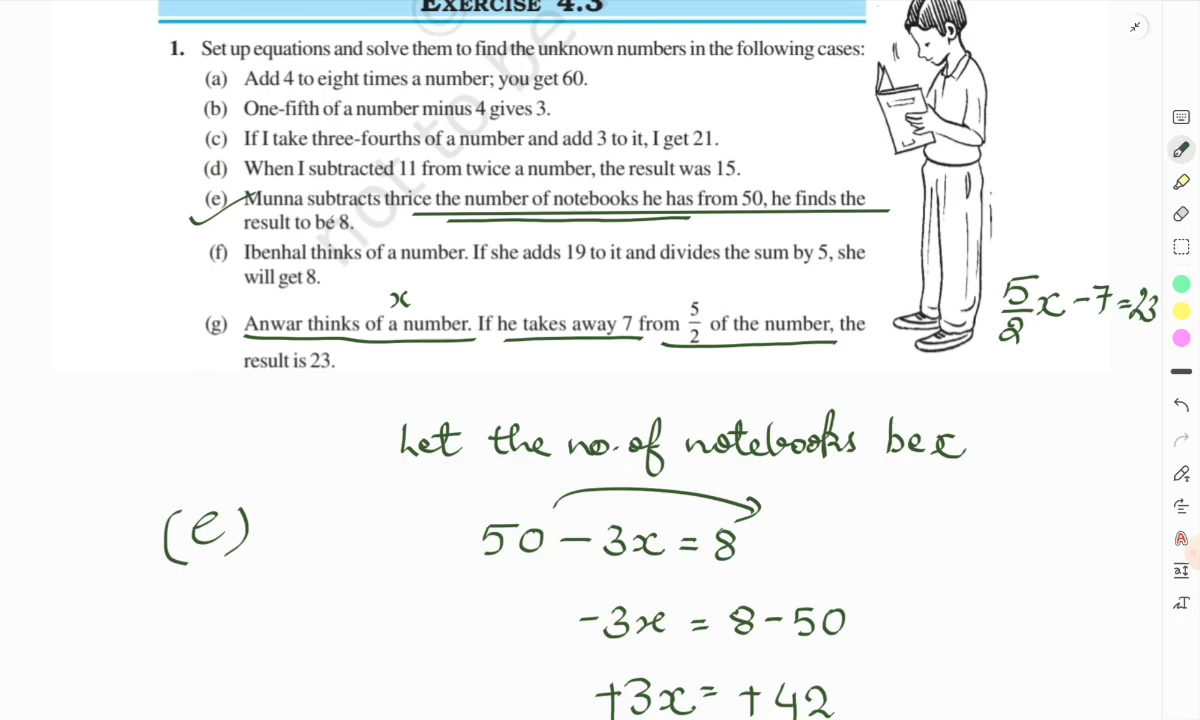 EXERCISE 4.3
1. Set up equations and solve them to find the unknown numbers in the following cases:
(a) Add 4 to eight times a number; you get 60.
(b) One-fifth of a number minus 4 gives 3.
(c) If I take three-fourths of a number and add 3 to it, I get 21.
(d) When I subtracted 11 from twice a number, the result was 15.
(e) Munna subtracts thrice the number of notebooks he has from 50, he finds the
result to be 8.
(f) Ibenhal thinks of a number. If she adds 19 to it and divides the sum by 5, she
will get 8.
x
(g) Anwar thinks of a number. If he takes away 7 from 5/2 of the number, the
result is 23.
5/2 x - 7 = 23
Let the no. of notebooks be x
(e) 50 - 3x = 8
-3x = 8 - 50
+3x = +42
not to be